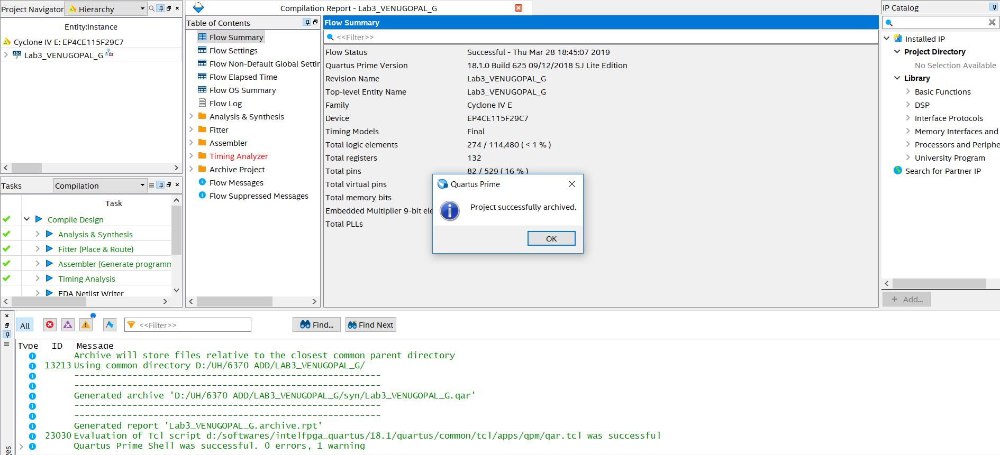 Project Navigator
Hierarchy
Entity:Instance
Cyclone IV E: EP4CE115F29C7
abc
Lab3_VENUGOPAL_G
Tasks
Compilation
Task
Compile Design
Analysis & Synthesis
Fitter (Place & Route)
Assembler (Generate programm
Timing Analysis
EDA Netlist Writer
Compilation Report - Lab3_VENUGOPAL_G
Table of Contents
Flow Summary
Flow Settings
Flow Non-Default Global Settin
Flow Elapsed Time
Flow OS Summary
Flow Log
Analysis & Synthesis
Fitter
Assembler
Timing Analyzer
Archive Project
Flow Messages
Flow Suppressed Messages
Flow Summary
<<Filter>>
Flow Status Successful - Thu Mar 28 18:45:07 2019
Quartus Prime Version 18.1.0 Build 625 09/12/2018 SJ Lite Edition
Revision Name Lab3_VENUGOPAL_G
Top-level Entity Name Lab3_VENUGOPAL_G
Family Cyclone IV E
Device EP4CE115F29C7
Timing Models Final
Total logic elements 274 / 114,480 ( < 1 % )
Total registers 132
Total pins 82 / 529 ( 16 % )
Total virtual pins
Total memory bits
Embedded Multiplier 9-bit ele
Total PLLs
Quartus Prime
Project successfully archived.
OK
IP Catalog
Installed IP
Project Directory
No Selection Available
Library
Basic Functions
DSP
Interface Protocols
Memory Interfaces and
Processors and Periphe
University Program
Search for Partner IP
+ Add...
All
<<Filter>>
Find...
Find Next
Type ID Message
Archive will store files relative to the closest common parent directory
13213 Using common directory D:/UH/6370 ADD/LAB3_VENUGOPAL_G/
----------------------------------------------------------
----------------------------------------------------------
Generated archive 'D:/UH/6370 ADD/LAB3_VENUGOPAL_G/syn/Lab3_VENUGOPAL_G.qar'
----------------------------------------------------------
----------------------------------------------------------
Generated report 'Lab3_VENUGOPAL_G.archive.rpt'
23030 Evaluation of Tcl script d:/softwares/intelfpga_quartus/18.1/quartus/common/tcl/apps/qpm/qar.tcl was successful
Quartus Prime Shell was successful. 0 errors, 1 warning